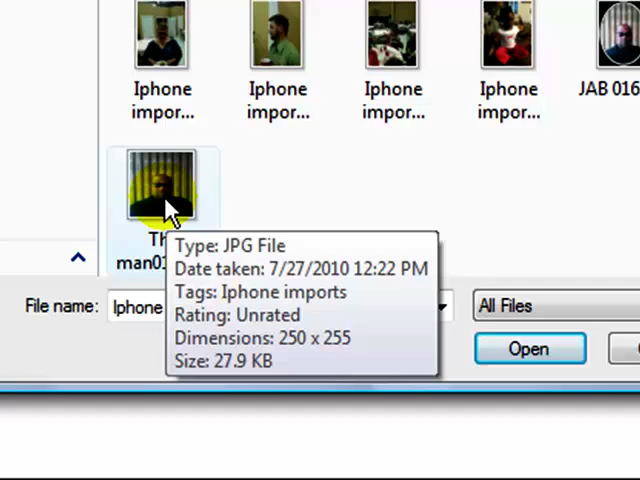 Iphone Iphone Iphone Iphone JAB 016
impor... impor... impor... impor...
Th
man01
Type: JPG File
Date taken: 7/27/2010 12:22 PM
Tags: Iphone imports
Rating: Unrated
Dimensions: 250 x 255
Size: 27.9 KB
File name: Iphone All Files
Open